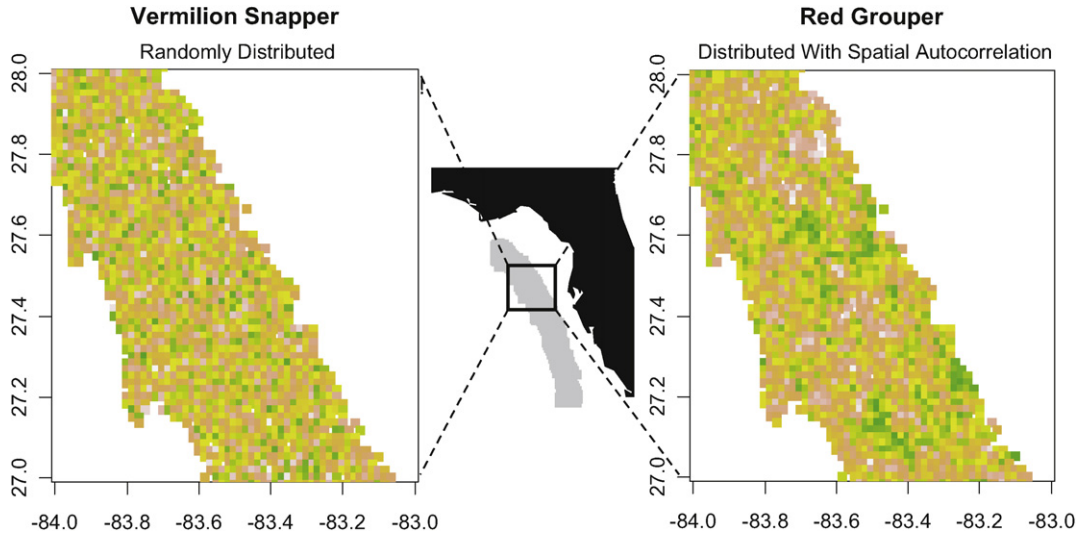 Vermilion Snapper
Randomly Distributed
28.0
27.8
27.6
27.4
27.2
27.0
-84.0 -83.8 -83.6 -83.4 -83.2 -83.0
Red Grouper
Distributed With Spatial Autocorrelation
28.0
27.8
27.6
27.4
27.2
27.0
-84.0 -83.8 -83.6 -83.4 -83.2 -83.0